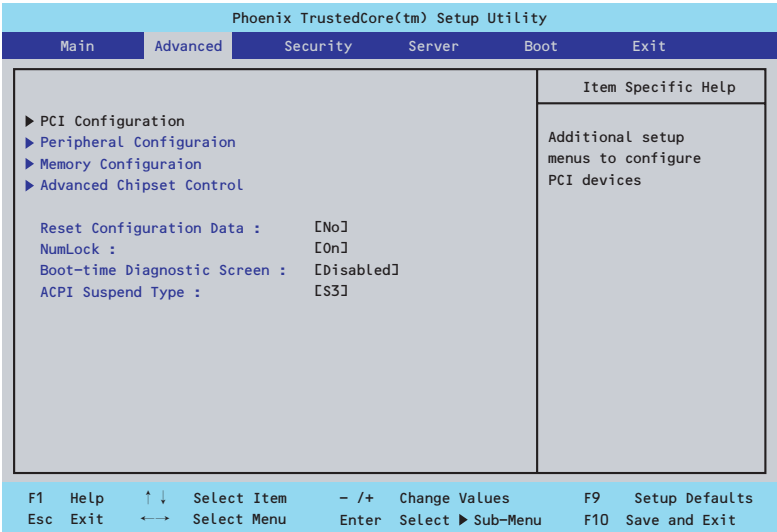 Phoenix TrustedCore(tm) Setup Utility
Main Advanced Security Server Boot Exit
Item Specific Help
▶ PCI Configuration
▶ Peripheral Configuraion
▶ Memory Configuraion
▶ Advanced Chipset Control
Reset Configuration Data : [No]
NumLock : [On]
Boot-time Diagnostic Screen : [Disabled]
ACPI Suspend Type : [S3]
Additional setup
menus to configure
PCI devices
F1 Help ↑ ↓ Select Item - /+ Change Values F9 Setup Defaults
Esc Exit ←→ Select Menu Enter Select ▶ Sub-Menu F10 Save and Exit